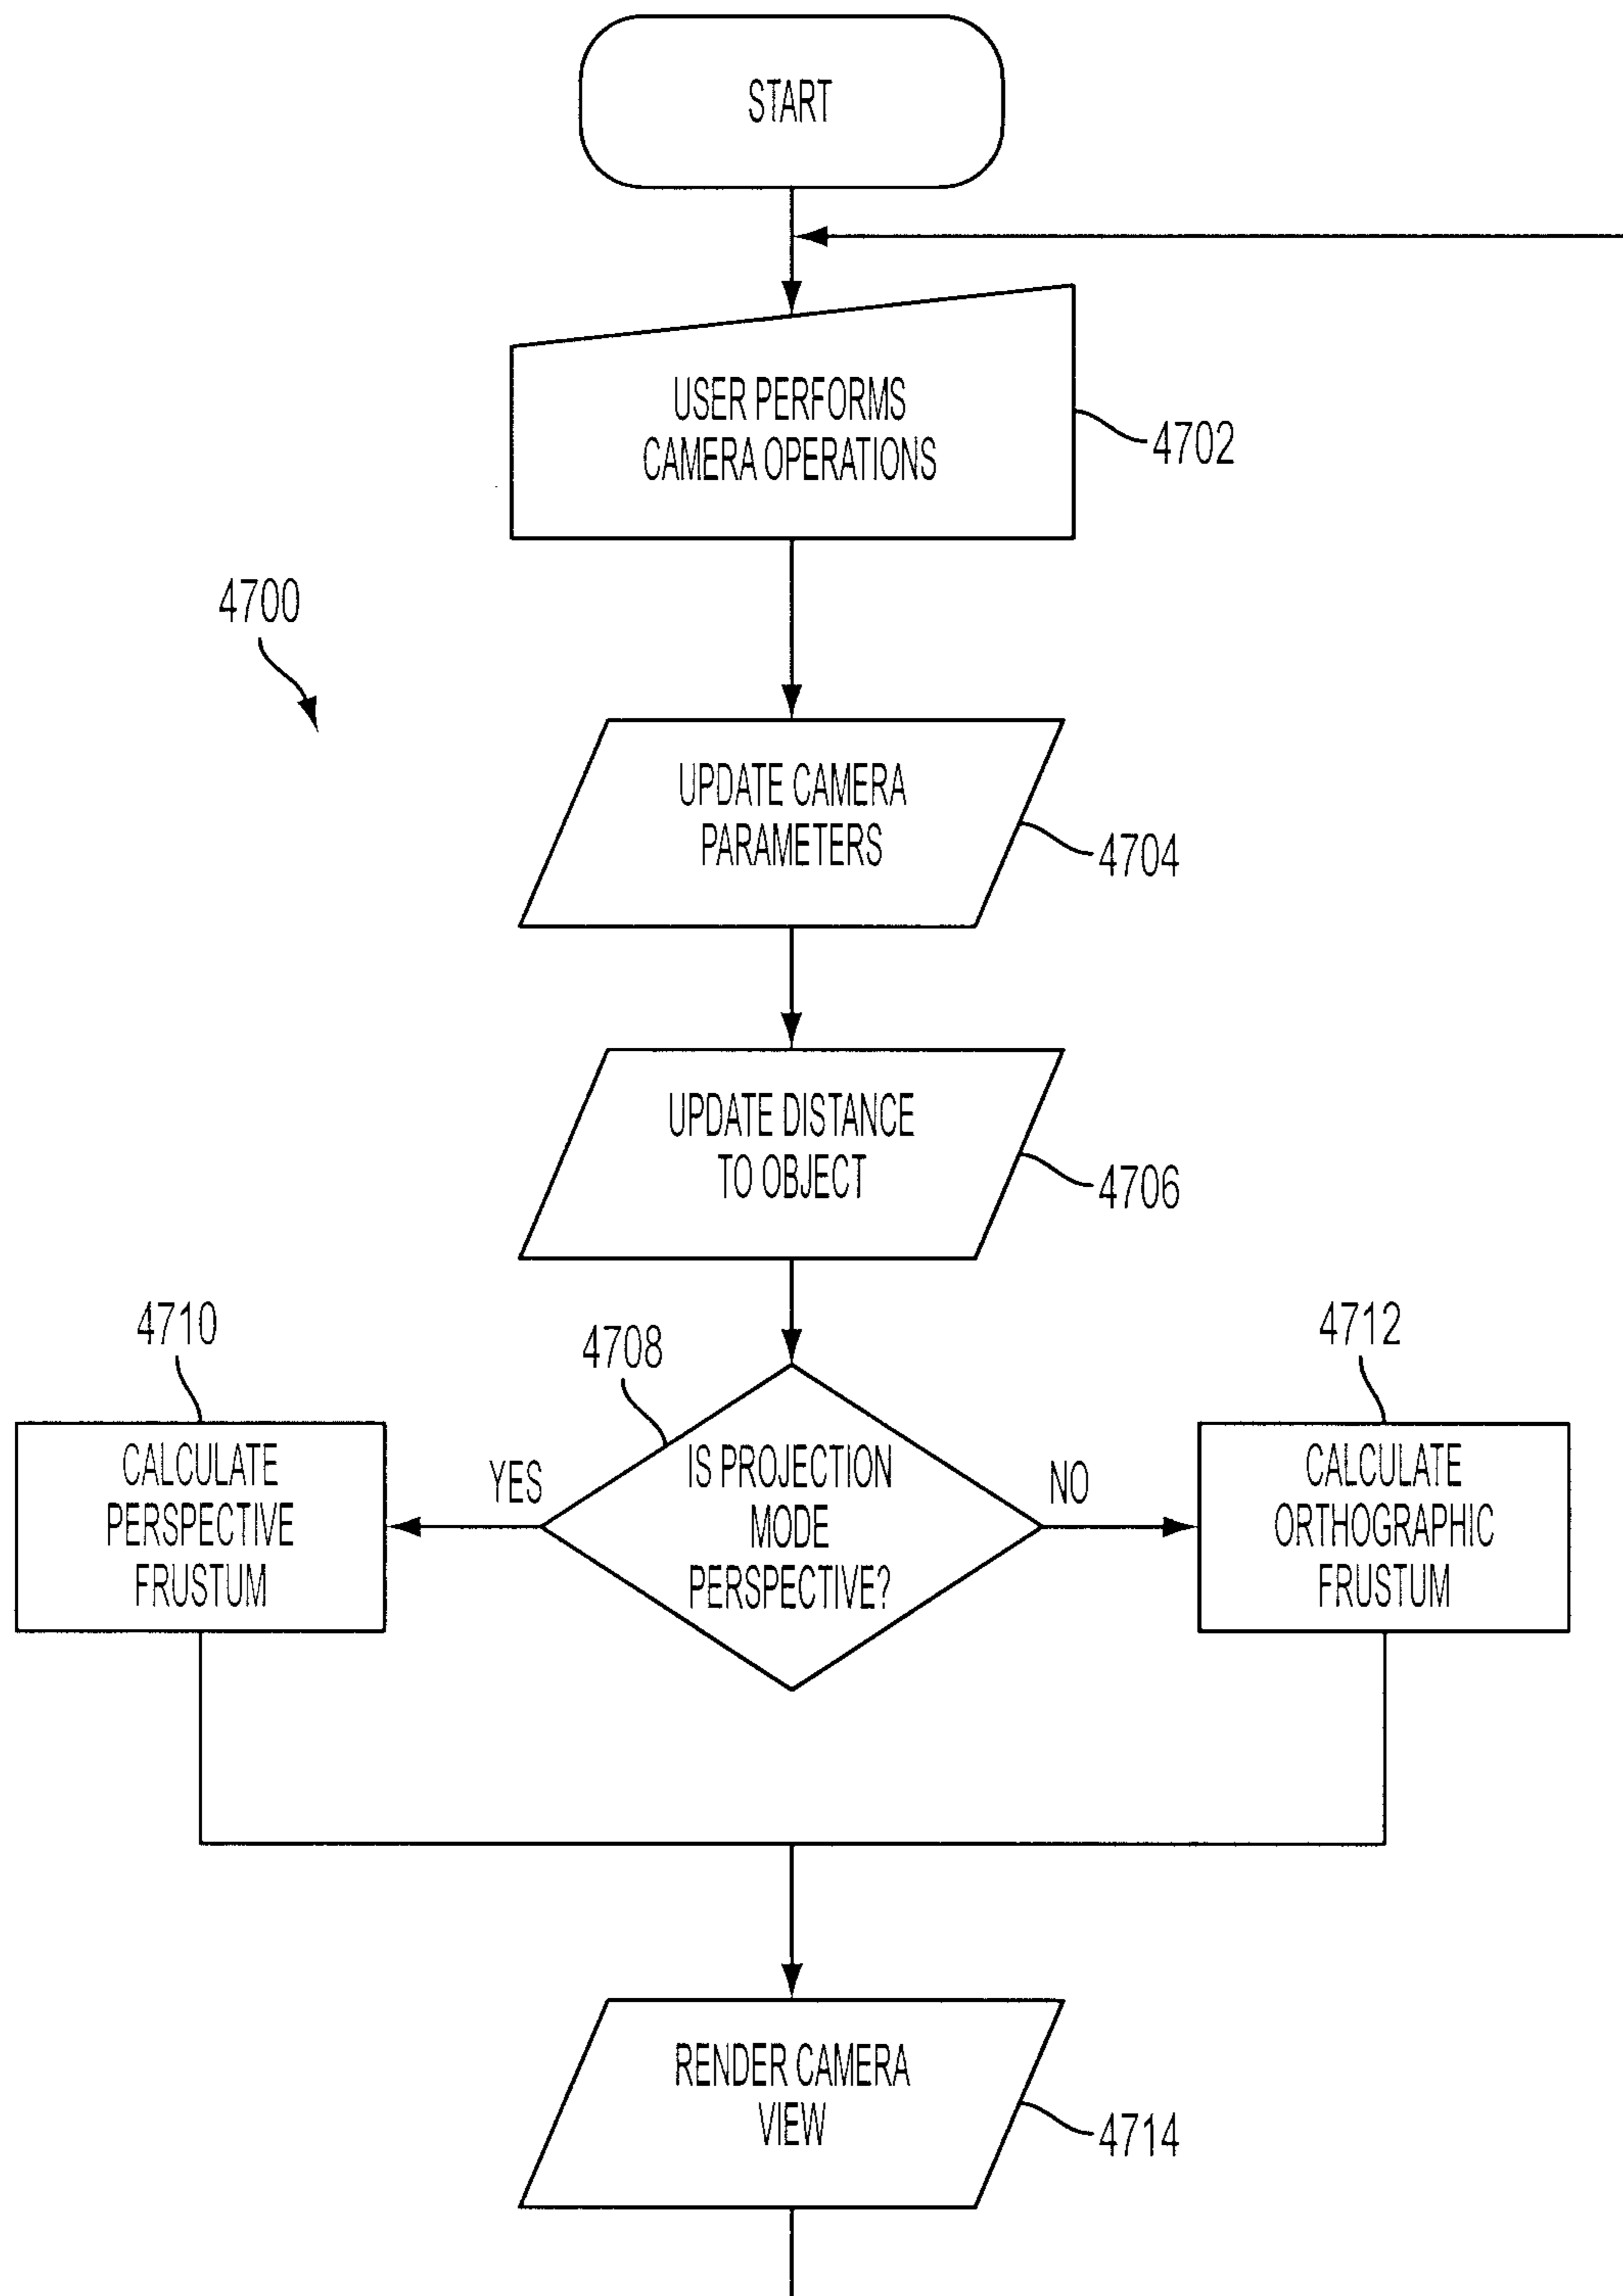 START
USER PERFORMS
CAMERA OPERATIONS
4702
4700
UPDATE CAMERA
PARAMETERS
4704
UPDATE DISTANCE
TO OBJECT
4706
4710
4708
4712
CALCULATE
PERSPECTIVE
FRUSTUM
YES
IS PROJECTION
MODE
PERSPECTIVE?
NO
CALCULATE
ORTHOGRAPHIC
FRUSTUM
RENDER CAMERA
VIEW
4714